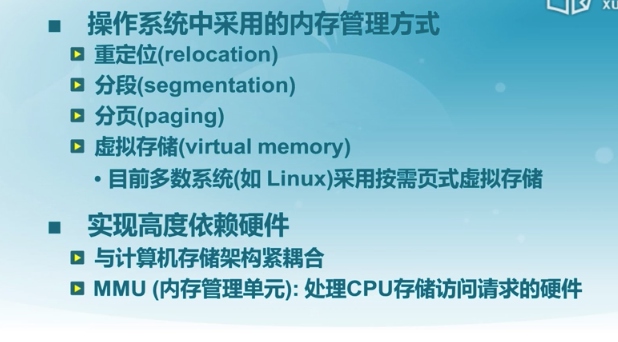 操作系统中采用的内存管理方式
重定位(relocation)
分段(segmentation)
分页(paging)
虚拟存储(virtual memory)
• 目前多数系统(如 Linux)采用按需页式虚拟存储
实现高度依赖硬件
与计算机存储架构紧耦合
MMU (内存管理单元): 处理CPU存储访问请求的硬件